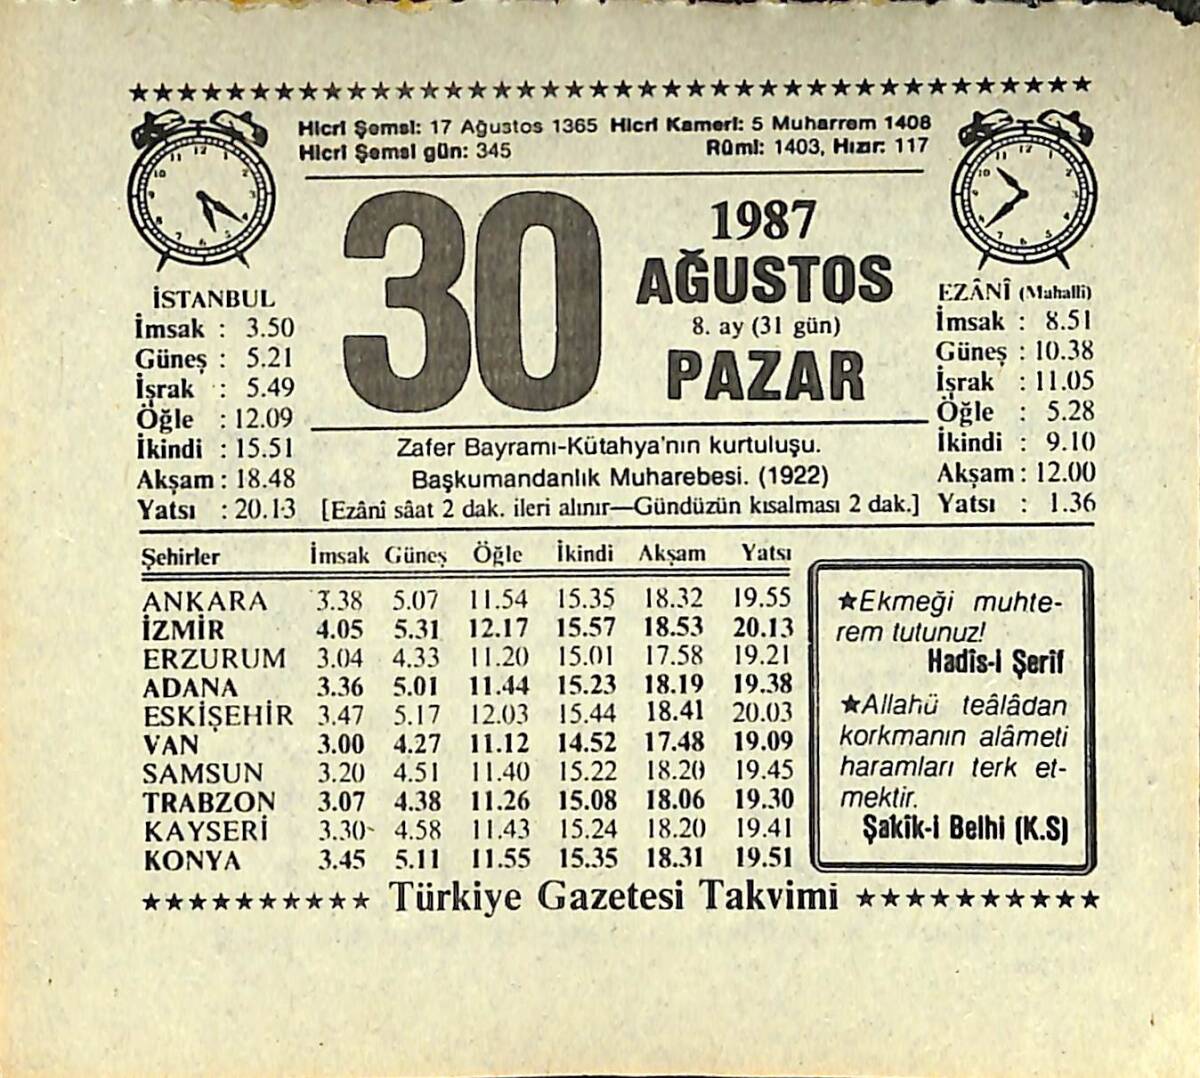 Hicrî Şemsî: 17 Ağustos 1365 Hicrî Kamerî: 5 Muharrem 1408
Hicrî Şemsî gün: 345 Rûmî: 1403, Hızır: 117
30
1987
AĞUSTOS
8. ay (31 gün)
PAZAR
İSTANBUL
İmsak : 3.50
Güneş : 5.21
İşrak : 5.49
Öğle : 12.09
İkindi : 15.51
Akşam : 18.48
Yatsı : 20.13
EZÂNÎ (Mahallî)
İmsak : 8.51
Güneş : 10.38
İşrak : 11.05
Öğle : 5.28
İkindi : 9.10
Akşam : 12.00
Yatsı : 1.36
Zafer Bayramı-Kütahya'nın kurtuluşu.
Başkumandanlık Muharebesi. (1922)
[Ezânî sâat 2 dak. ileri alınır—Gündüzün kısalması 2 dak.]
Şehirler İmsak Güneş Öğle İkindi Akşam Yatsı
ANKARA 3.38 5.07 11.54 15.35 18.32 19.55
İZMİR 4.05 5.31 12.17 15.57 18.53 20.13
ERZURUM 3.04 4.33 11.20 15.01 17.58 19.21
ADANA 3.36 5.01 11.44 15.23 18.19 19.38
ESKİŞEHİR 3.47 5.17 12.03 15.44 18.41 20.03
VAN 3.00 4.27 11.12 14.52 17.48 19.09
SAMSUN 3.20 4.51 11.40 15.22 18.20 19.45
TRABZON 3.07 4.38 11.26 15.08 18.06 19.30
KAYSERİ 3.30 4.58 11.43 15.24 18.20 19.41
KONYA 3.45 5.11 11.55 15.35 18.31 19.51
★Ekmeği muhte-
rem tutunuz!
Hadîs-i Şerif
★Allahü teâlâdan
korkmanın alâmeti
haramları terk et-
mektir.
Şakîk-i Belhi (K.S)
Türkiye Gazetesi Takvimi